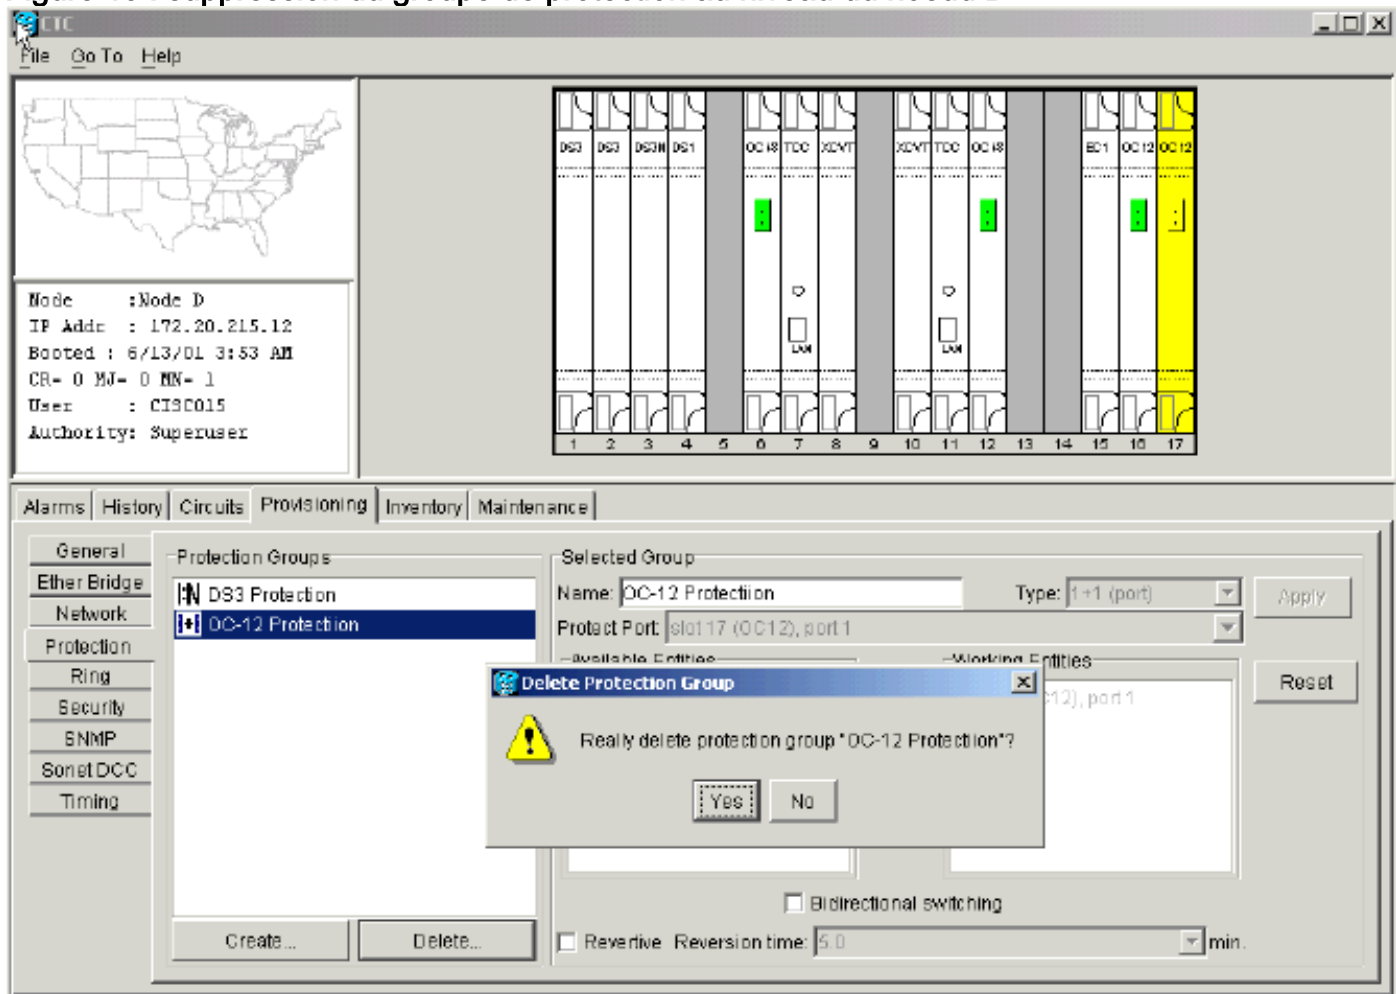 CTC
File Go To Help
DS3 DS3 DS3N DS1 OC48 TCC XCVT XCVT TCC OC48 EC1 OC12 OC12
LAN LAN
1 2 3 4 5 6 7 8 9 10 11 12 13 14 15 16 17
Node :Node D
IP Addr : 172.20.215.12
Booted : 6/13/01 3:53 AM
CR- 0 MJ- 0 MN- 1
User : CISCO15
Authority: Superuser
Alarms History Circuits Provisioning Inventory Maintenance
General
Ether Bridge
Network
Protection
Ring
Security
SNMP
Sonet DCC
Timing
Protection Groups
DS3 Protection
OC-12 Protectiion
Create... Delete...
Selected Group
Name: OC-12 Protectiion Type: 1+1 (port) Apply
Protect Port: slot 17 (OC12), port 1
Available Entities Working Entities
C12), port 1 Reset
Delete Protection Group
Really delete protection group "OC-12 Protectiion"?
Yes No
Bidirectional switching
Revertive Reversion time: 5.0 min.